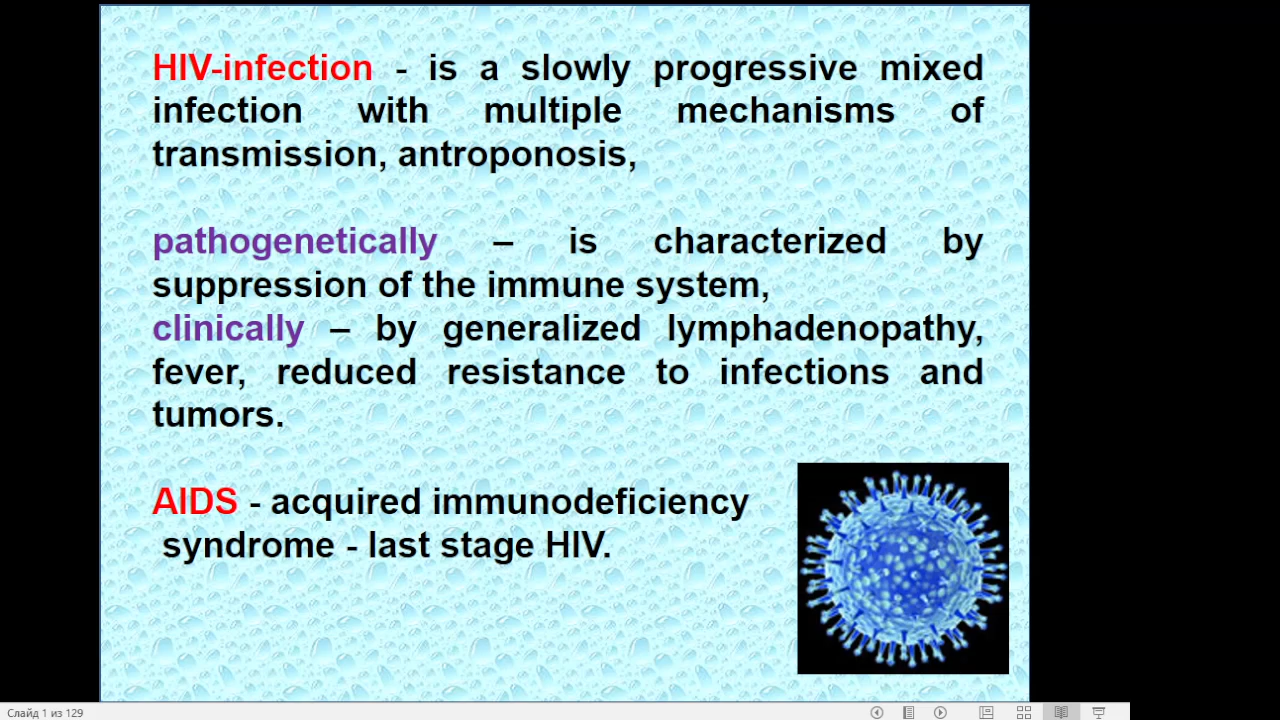 HIV-infection - is a slowly progressive mixed
infection with multiple mechanisms of
transmission, antroponosis,
pathogenetically – is characterized by
suppression of the immune system,
clinically – by generalized lymphadenopathy,
fever, reduced resistance to infections and
tumors.
AIDS - acquired immunodeficiency
syndrome - last stage HIV.
Слайд 1 из 129